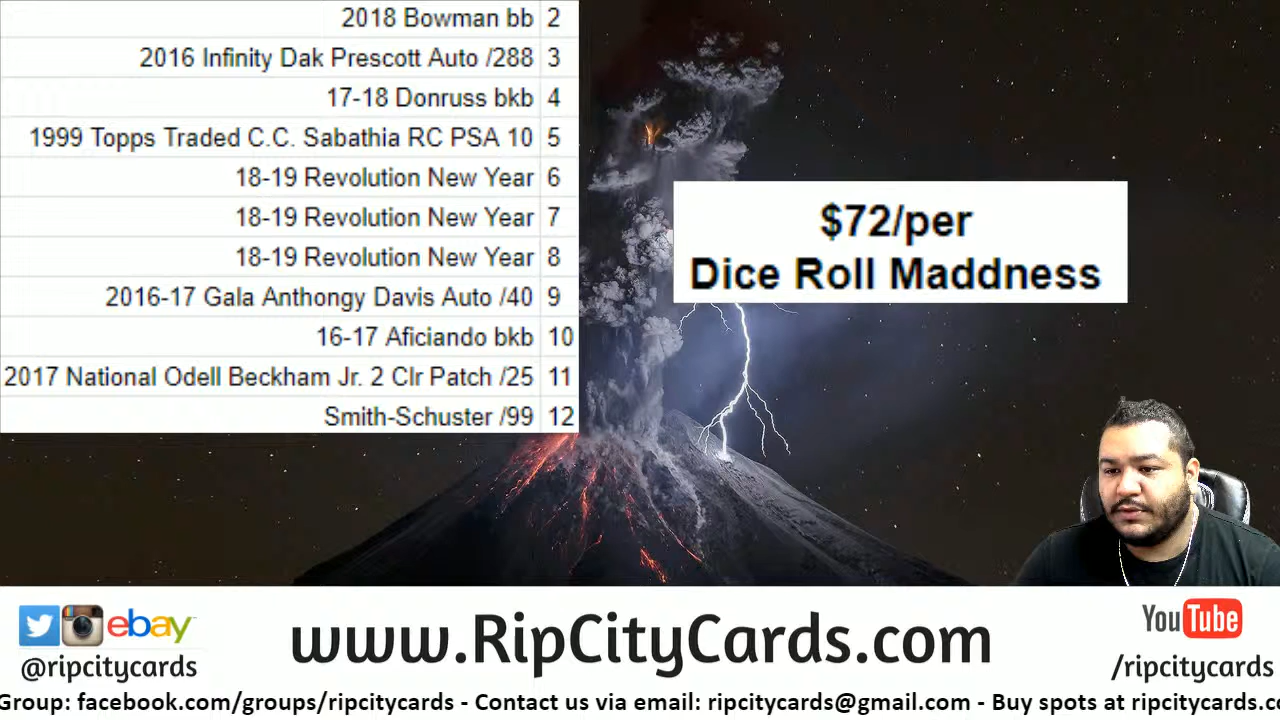 2018 Bowman bb 2
2016 Infinity Dak Prescott Auto /288 3
17-18 Donruss bkb 4
1999 Topps Traded C.C. Sabathia RC PSA 10 5
18-19 Revolution New Year 6
18-19 Revolution New Year 7
18-19 Revolution New Year 8
2016-17 Gala Anthongy Davis Auto /40 9
16-17 Aficiando bkb 10
2017 National Odell Beckham Jr. 2 Clr Patch /25 11
Smith-Schuster /99 12
$72/per
Dice Roll Maddness
ebay
@ripcitycards
www.RipCityCards.com
YouTube
/ripcitycards
Group: facebook.com/groups/ripcitycards - Contact us via email: ripcitycards@gmail.com - Buy spots at ripcitycards.co